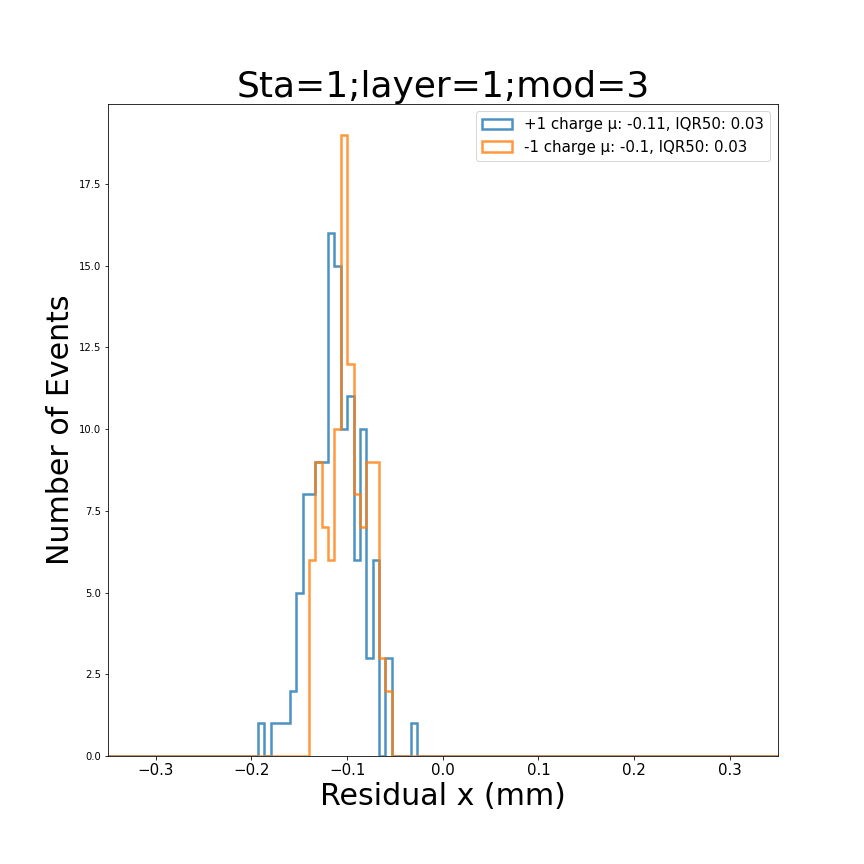 Sta=1;layer=1;mod=3
+1 charge μ: -0.11, IQR50: 0.03
-1 charge μ: -0.1, IQR50: 0.03
Number of Events
17.5
15.0
12.5
10.0
7.5
5.0
2.5
0.0
−0.3 −0.2 −0.1 0.0 0.1 0.2 0.3
Residual x (mm)